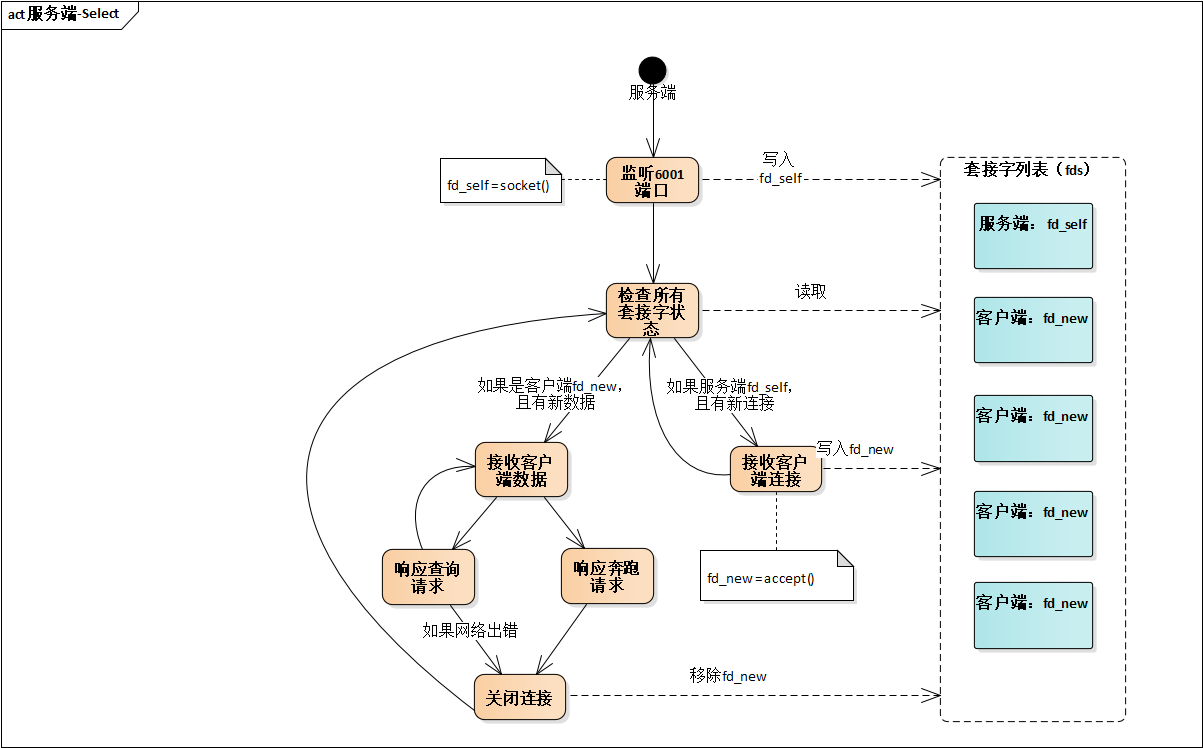 act 服务端-Select
服务端
监听6001
端口
fd_self = socket()
写入
fd_self
套接字列表（fds）
服务端：fd_self
客户端：fd_new
客户端：fd_new
客户端：fd_new
客户端：fd_new
检查所有
套接字状
态
读取
如果是客户端fd_new，
且有新数据
如果服务端fd_self，
且有新连接
接收客户
端数据
接收客户
端连接
写入fd_new
响应查询
请求
响应奔跑
请求
fd_new = accept()
如果网络出错
关闭连接
移除fd_new